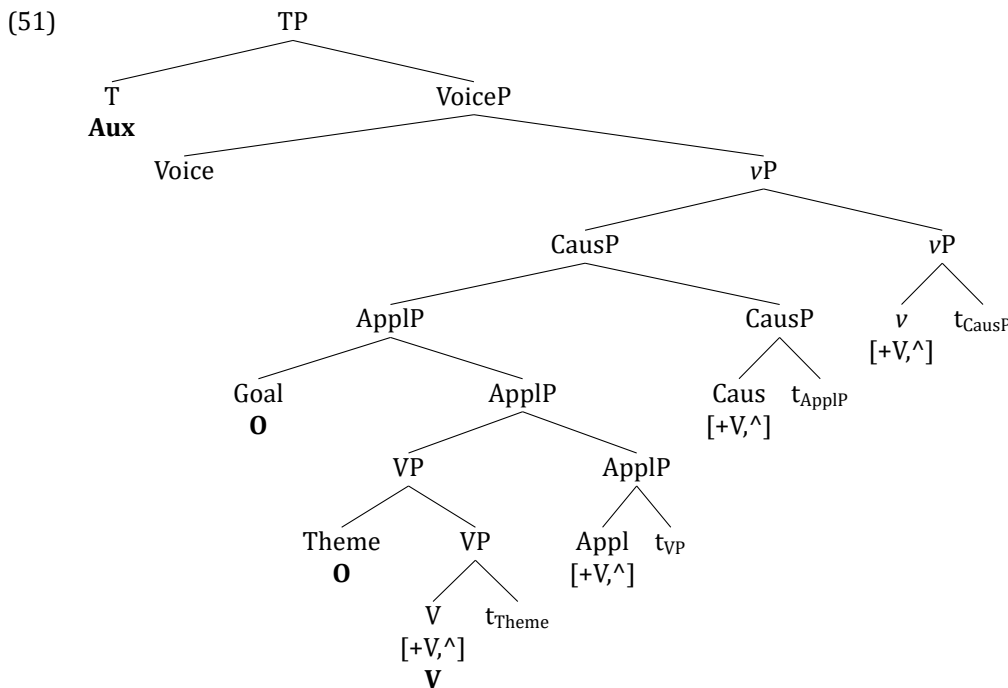 (51) TP
T VoiceP
Aux
Voice vP
CausP vP
ApplP CausP v t_CausP
[+V,^]
Goal ApplP Caus t_ApplP
O [+V,^]
VP ApplP
Theme VP Appl t_VP
O [+V,^]
V t_Theme
[+V,^]
V